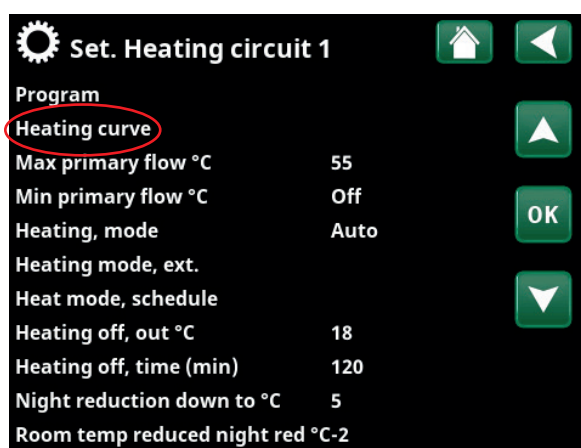 Set. Heating circuit 1
Program
Heating curve
Max primary flow °C 55
Min primary flow °C Off
OK
Heating, mode Auto
Heating mode, ext.
Heat mode, schedule
Heating off, out °C 18
Heating off, time (min) 120
Night reduction down to °C 5
Room temp reduced night red °C-2